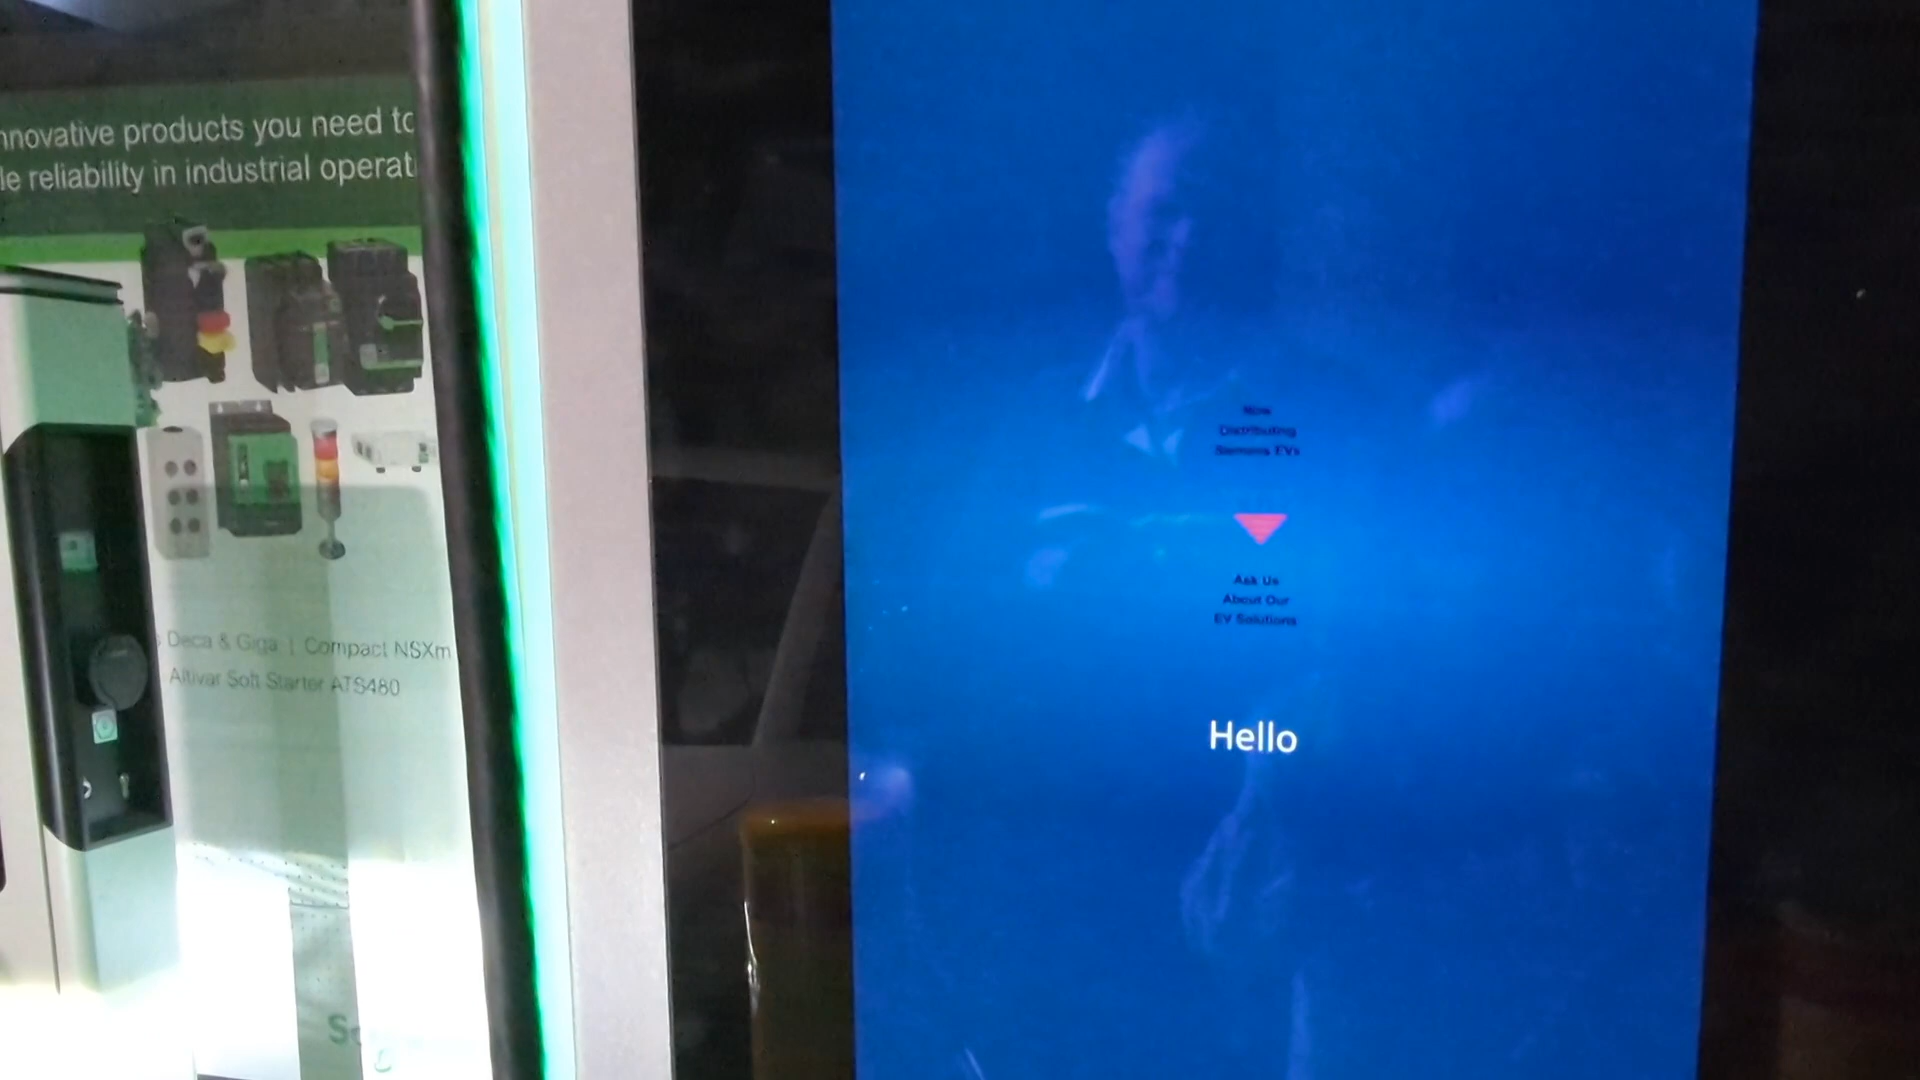 nnovative products you need to
le reliability in industrial operat
s Deca & Giga | Compact NSXm
Altivar Soft Starter ATS480
Now
Distributing
Siemens EVs
Ask Us
About Our
EV Solutions
Hello